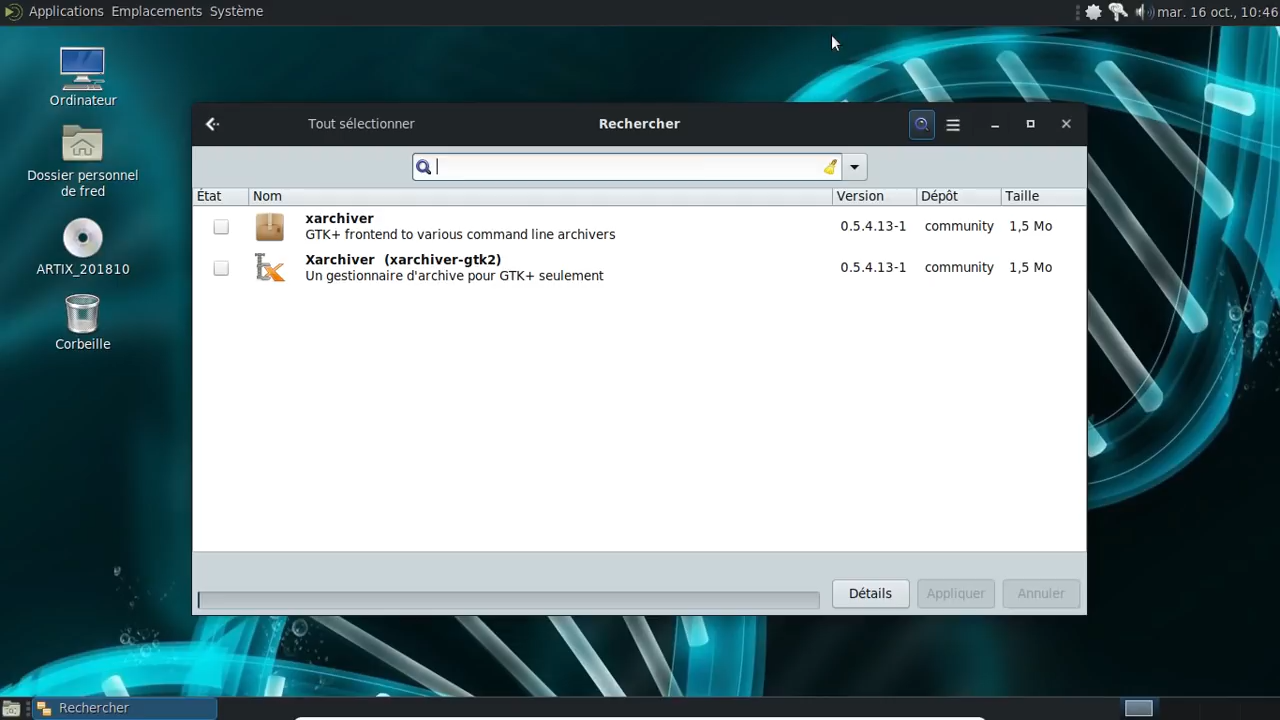 Applications Emplacements Système
mar. 16 oct., 10:46
Ordinateur
Dossier personnel
de fred
ARTIX_201810
Corbeille
Tout sélectionner
Rechercher
État Nom Version Dépôt Taille
xarchiver
GTK+ frontend to various command line archivers
0.5.4.13-1 community 1,5 Mo
Xarchiver (xarchiver-gtk2)
Un gestionnaire d'archive pour GTK+ seulement
0.5.4.13-1 community 1,5 Mo
Détails Appliquer Annuler
Rechercher